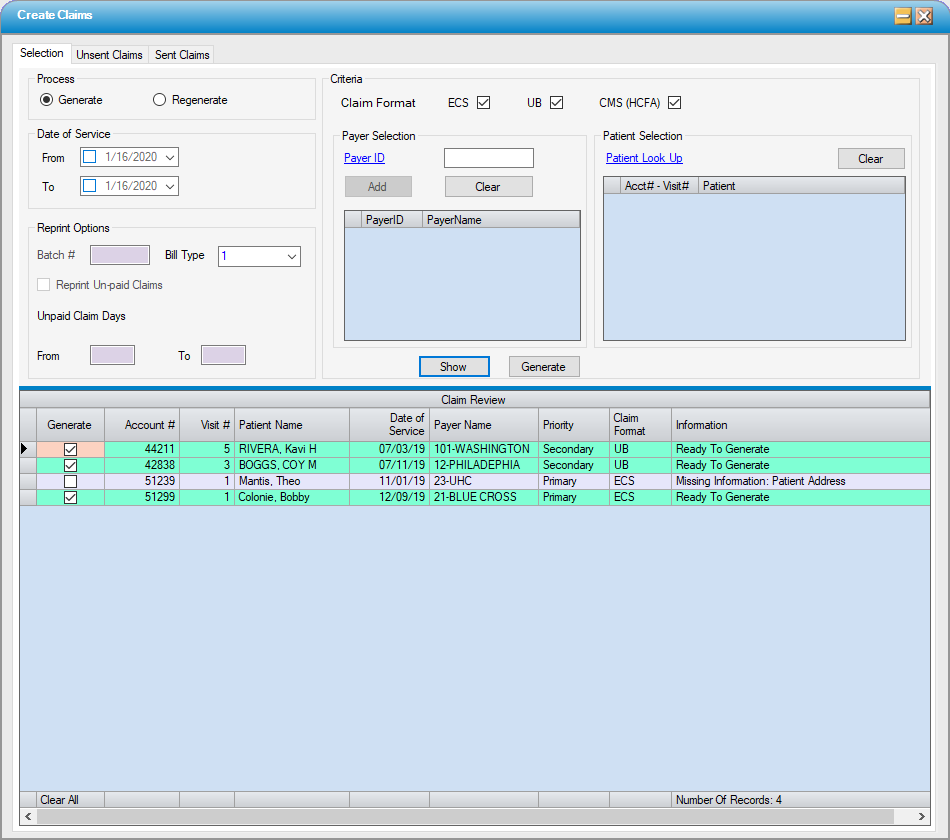 Create Claims
Selection Unsent Claims Sent Claims
Process
Generate Regenerate
Date of Service
From 1/16/2020
To 1/16/2020
Reprint Options
Batch # Bill Type 1
Reprint Un-paid Claims
Unpaid Claim Days
From To
Criteria
Claim Format ECS UB CMS (HCFA)
Payer Selection
Payer ID
Add Clear
PayerID PayerName
Patient Selection
Patient Look Up Clear
Acct# - Visit# Patient
Show Generate
Claim Review
Generate Account # Visit # Patient Name Date of Service Payer Name Priority Claim Format Information
44211 5 RIVERA, Kavi H 07/03/19 101-WASHINGTON Secondary UB Ready To Generate
42838 3 BOGGS, COY M 07/11/19 12-PHILADEPHIA Secondary UB Ready To Generate
51239 1 Mantis, Theo 11/01/19 23-UHC Primary ECS Missing Information: Patient Address
51299 1 Colonie, Bobby 12/09/19 21-BLUE CROSS Primary ECS Ready To Generate
Clear All Number Of Records: 4